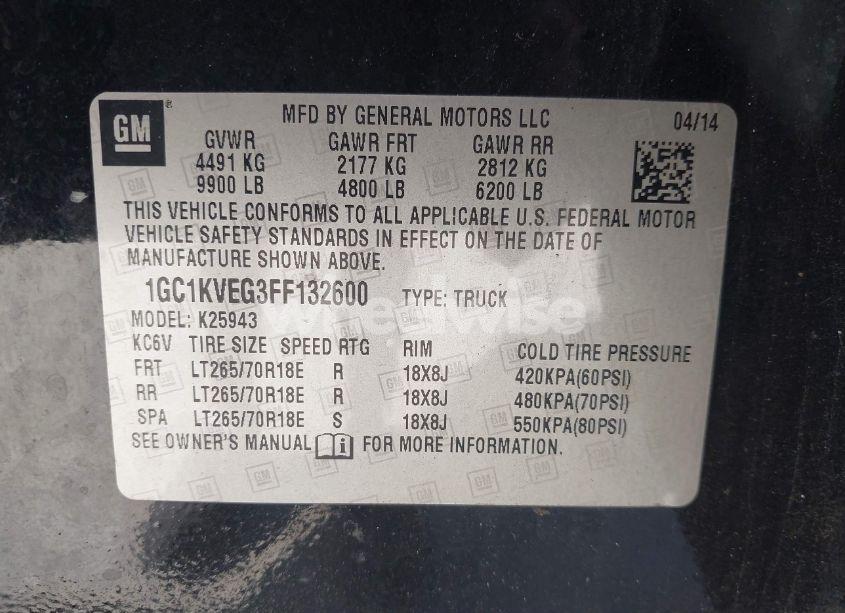 GM ®
MFD BY GENERAL MOTORS LLC 04/14
GVWR GAWR FRT GAWR RR
4491 KG 2177 KG 2812 KG
9900 LB 4800 LB 6200 LB
THIS VEHICLE CONFORMS TO ALL APPLICABLE U.S. FEDERAL MOTOR
VEHICLE SAFETY STANDARDS IN EFFECT ON THE DATE OF
MANUFACTURE SHOWN ABOVE.
1GC1KVEG3FF132600 TYPE: TRUCK
MODEL: K25943
KC6V TIRE SIZE SPEED RTG RIM COLD TIRE PRESSURE
FRT LT265/70R18E R 18X8J 420KPA(60PSI)
RR LT265/70R18E R 18X8J 480KPA(70PSI)
SPA LT265/70R18E S 18X8J 550KPA(80PSI)
SEE OWNER'S MANUAL i FOR MORE INFORMATION.